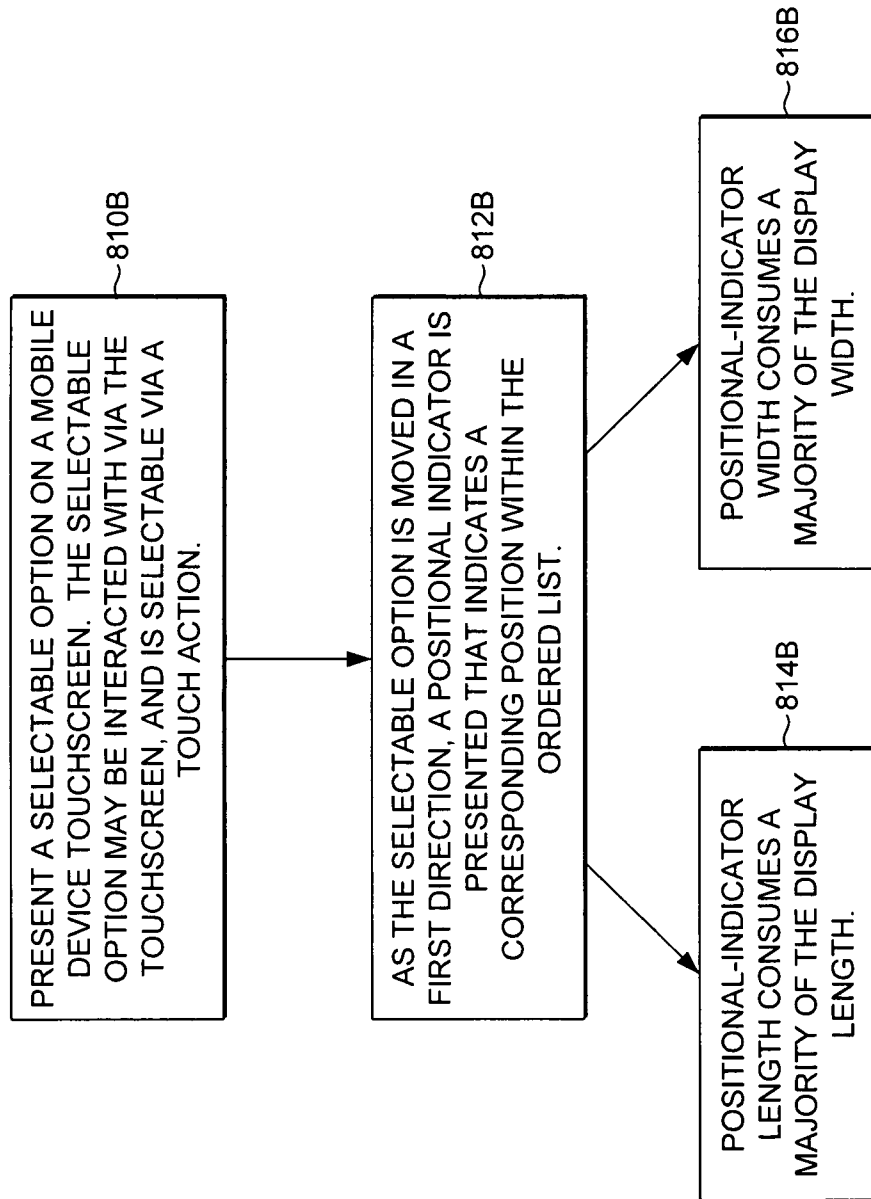 PRESENT A SELECTABLE OPTION ON A MOBILE
DEVICE TOUCHSCREEN. THE SELECTABLE
OPTION MAY BE INTERACTED WITH VIA THE
TOUCHSCREEN, AND IS SELECTABLE VIA A
TOUCH ACTION.
810B
AS THE SELECTABLE OPTION IS MOVED IN A
FIRST DIRECTION, A POSITIONAL INDICATOR IS
PRESENTED THAT INDICATES A
CORRESPONDING POSITION WITHIN THE
ORDERED LIST.
812B
POSITIONAL-INDICATOR
LENGTH CONSUMES A
MAJORITY OF THE DISPLAY
LENGTH.
814B
POSITIONAL-INDICATOR
WIDTH CONSUMES A
MAJORITY OF THE DISPLAY
WIDTH.
816B